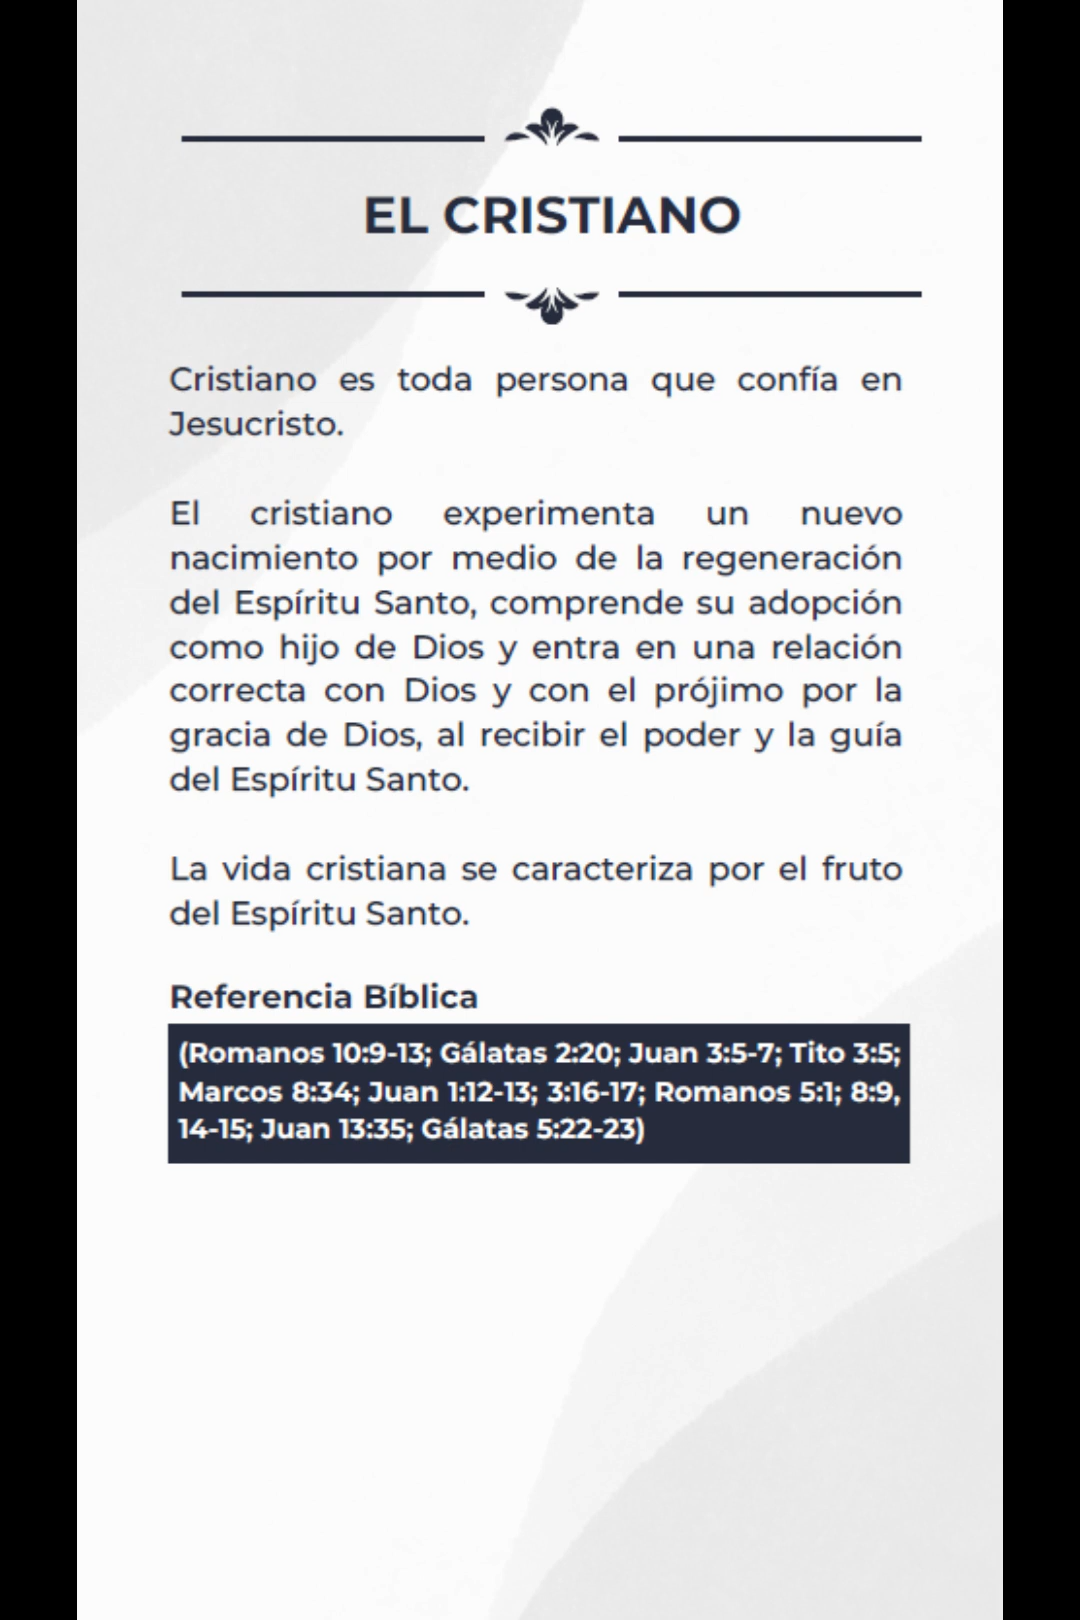 EL CRISTIANO
Cristiano es toda persona que confía en
Jesucristo.
El cristiano experimenta un nuevo
nacimiento por medio de la regeneración
del Espíritu Santo, comprende su adopción
como hijo de Dios y entra en una relación
correcta con Dios y con el prójimo por la
gracia de Dios, al recibir el poder y la guía
del Espíritu Santo.
La vida cristiana se caracteriza por el fruto
del Espíritu Santo.
Referencia Bíblica
(Romanos 10:9-13; Gálatas 2:20; Juan 3:5-7; Tito 3:5;
Marcos 8:34; Juan 1:12-13; 3:16-17; Romanos 5:1; 8:9,
14-15; Juan 13:35; Gálatas 5:22-23)